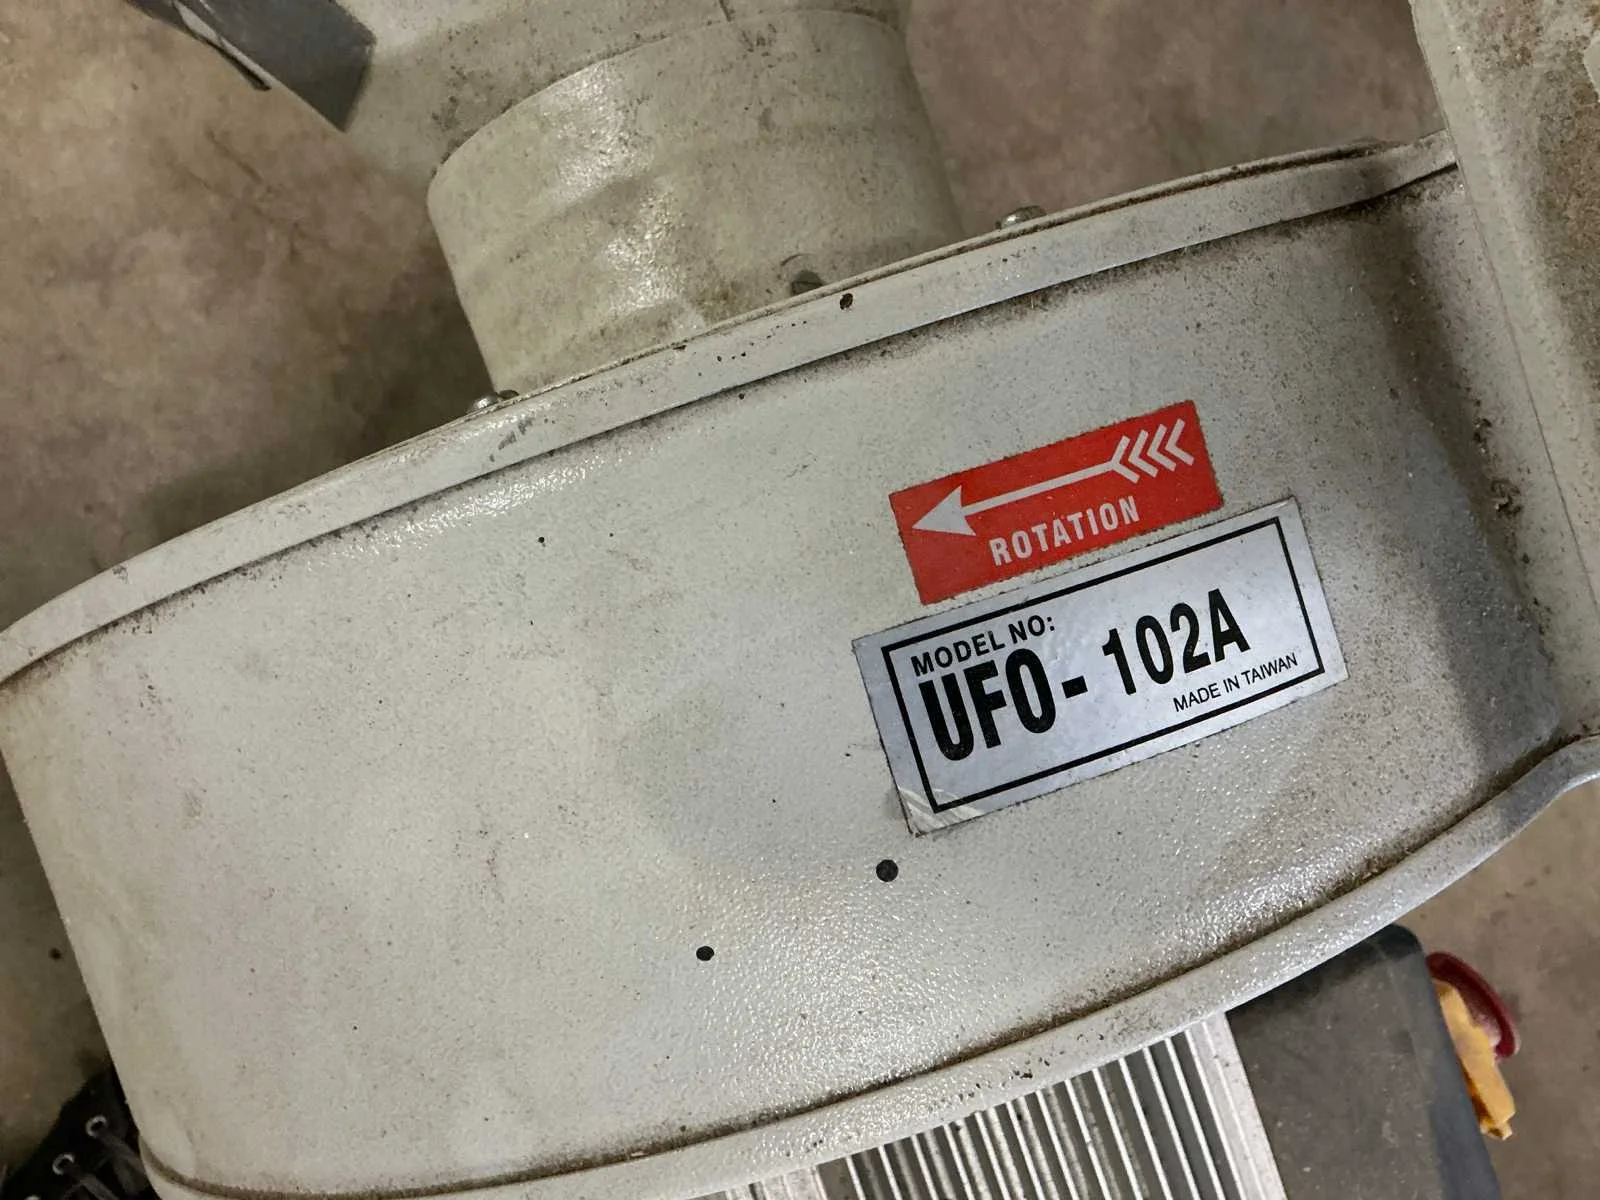 ROTATION
MODEL NO:
UFO-102A
MADE IN TAIWAN